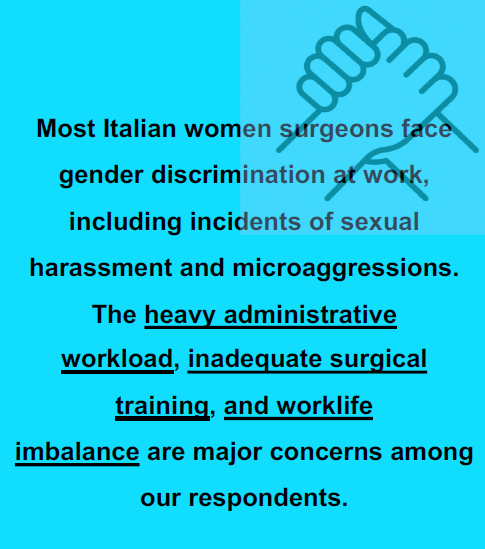 Most Italian women surgeons face
gender discrimination at work,
including incidents of sexual
harassment and microaggressions.
The heavy administrative
workload, inadequate surgical
training, and worklife
imbalance are major concerns among
our respondents.